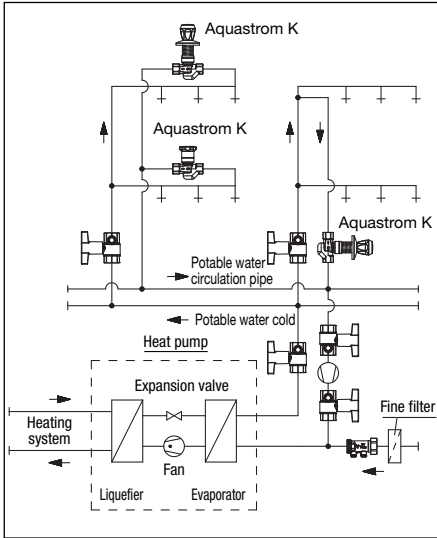 Aquastrom K
Aquastrom K
Aquastrom K
Potable water
circulation pipe
Potable water cold
Heat pump
Expansion valve
Fine filter
Heating
system
Fan
Liquefier
Evaporator